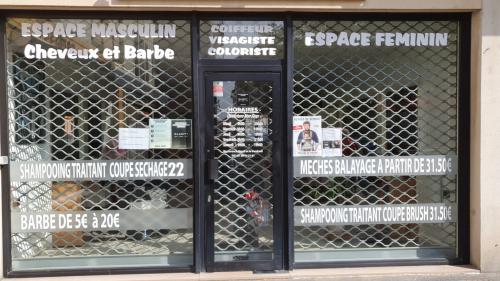 ESPACE MASCULIN
Cheveux et Barbe
SHAMPOOING TRAITANT COUPE SECHAGE 22
BARBE DE 5€ à 20€
COIFFEUR
VISAGISTE
COLORISTE
HORAIRES
ESPACE FEMININ
MECHES BALAYAGE A PARTIR DE 31.50€
SHAMPOOING TRAITANT COUPE BRUSH 31.50€